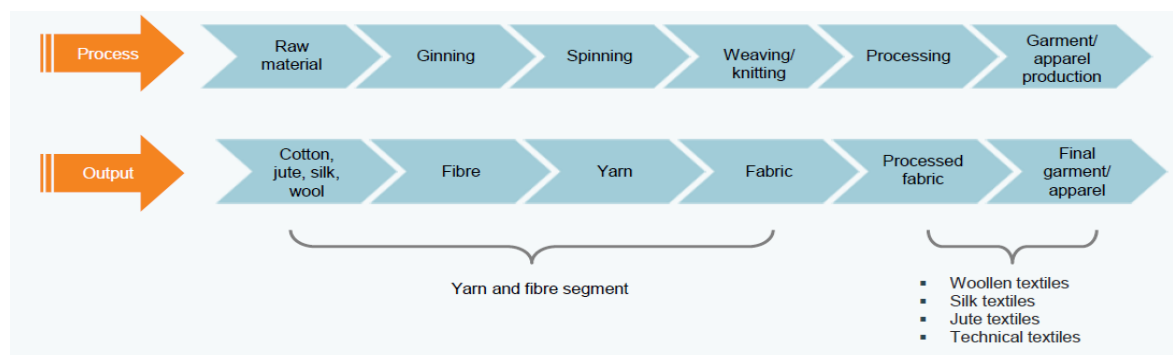 Process
Raw
material
Ginning
Spinning
Weaving/
knitting
Processing
Garment/
apparel
production
Output
Cotton,
jute, silk,
wool
Fibre
Yarn
Fabric
Processed
fabric
Final
garment/
apparel
Yarn and fibre segment
▪ Woollen textiles
▪ Silk textiles
▪ Jute textiles
▪ Technical textiles